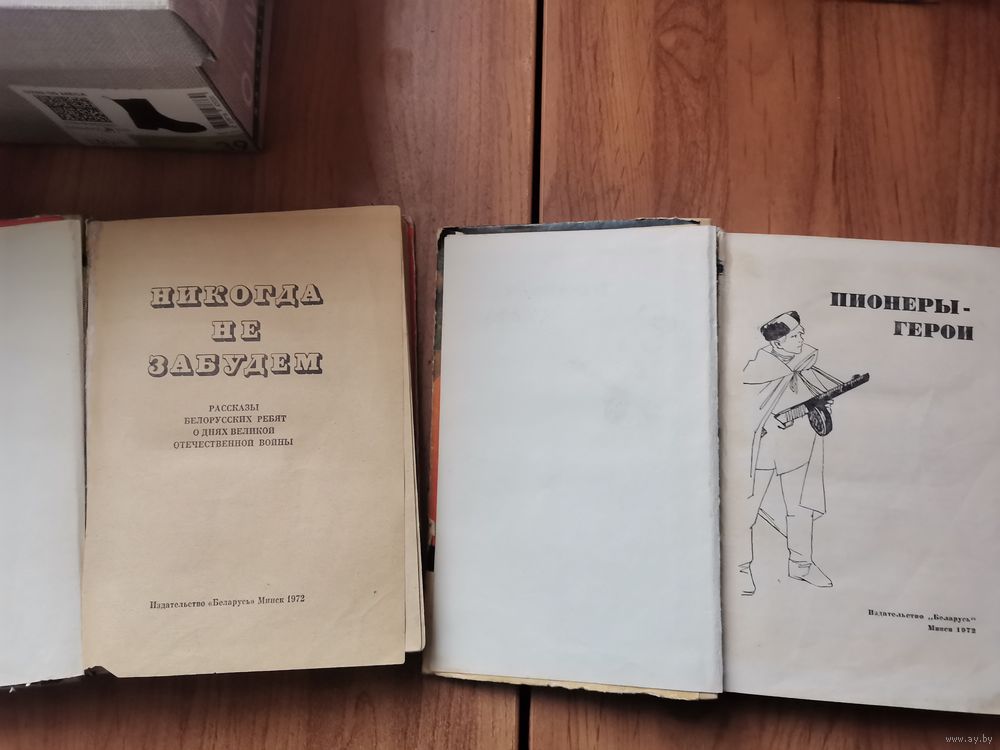 НИКОГДА
НЕ
ЗАБУДЕМ
РАССКАЗЫ
БЕЛОРУССКИХ РЕБЯТ
О ДНЯХ ВЕЛИКОЙ
ОТЕЧЕСТВЕННОЙ ВОЙНЫ
Издательство «Беларусь» Минск 1972
ПИОНЕРЫ-
ГЕРОИ
Издательство „Беларусь“
Минск 1972
www.ay.by